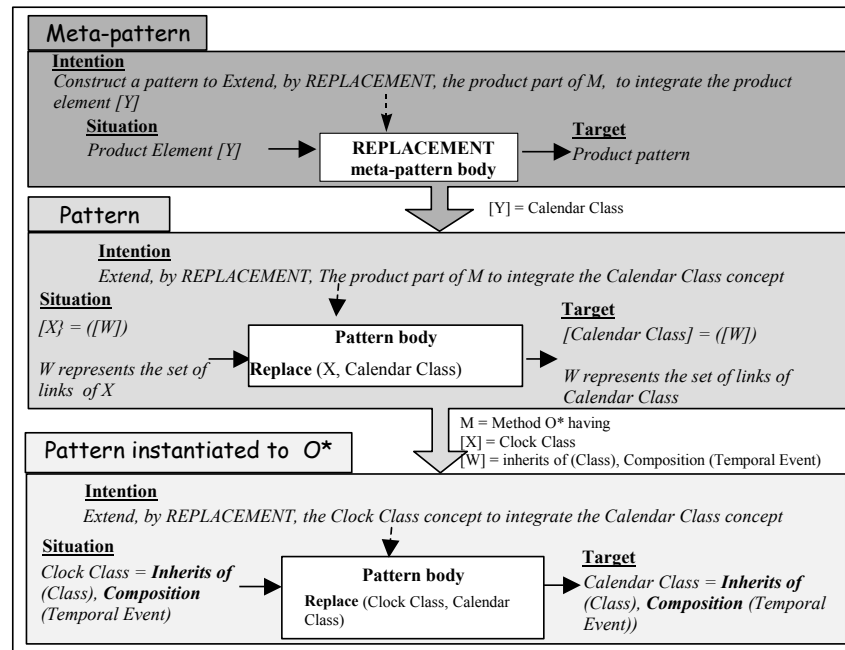 Meta-pattern
Intention
Construct a pattern to Extend, by REPLACEMENT, the product part of M, to integrate the product
element [Y]
Situation
Product Element [Y]
REPLACEMENT
meta-pattern body
Target
Product pattern
[Y] = Calendar Class
Pattern
Intention
Extend, by REPLACEMENT, The product part of M to integrate the Calendar Class concept
Situation
[X} = ([W])
W represents the set of
links of X
Pattern body
Replace (X, Calendar Class)
Target
[Calendar Class] = ([W])
W represents the set of links of
Calendar Class
M = Method O* having
[X] = Clock Class
[W] = inherits of (Class), Composition (Temporal Event)
Pattern instantiated to O*
Intention
Extend, by REPLACEMENT, the Clock Class concept to integrate the Calendar Class concept
Situation
Clock Class = Inherits of
(Class), Composition
(Temporal Event)
Pattern body
Replace (Clock Class, Calendar
Class)
Target
Calendar Class = Inherits of
(Class), Composition (Temporal
Event))